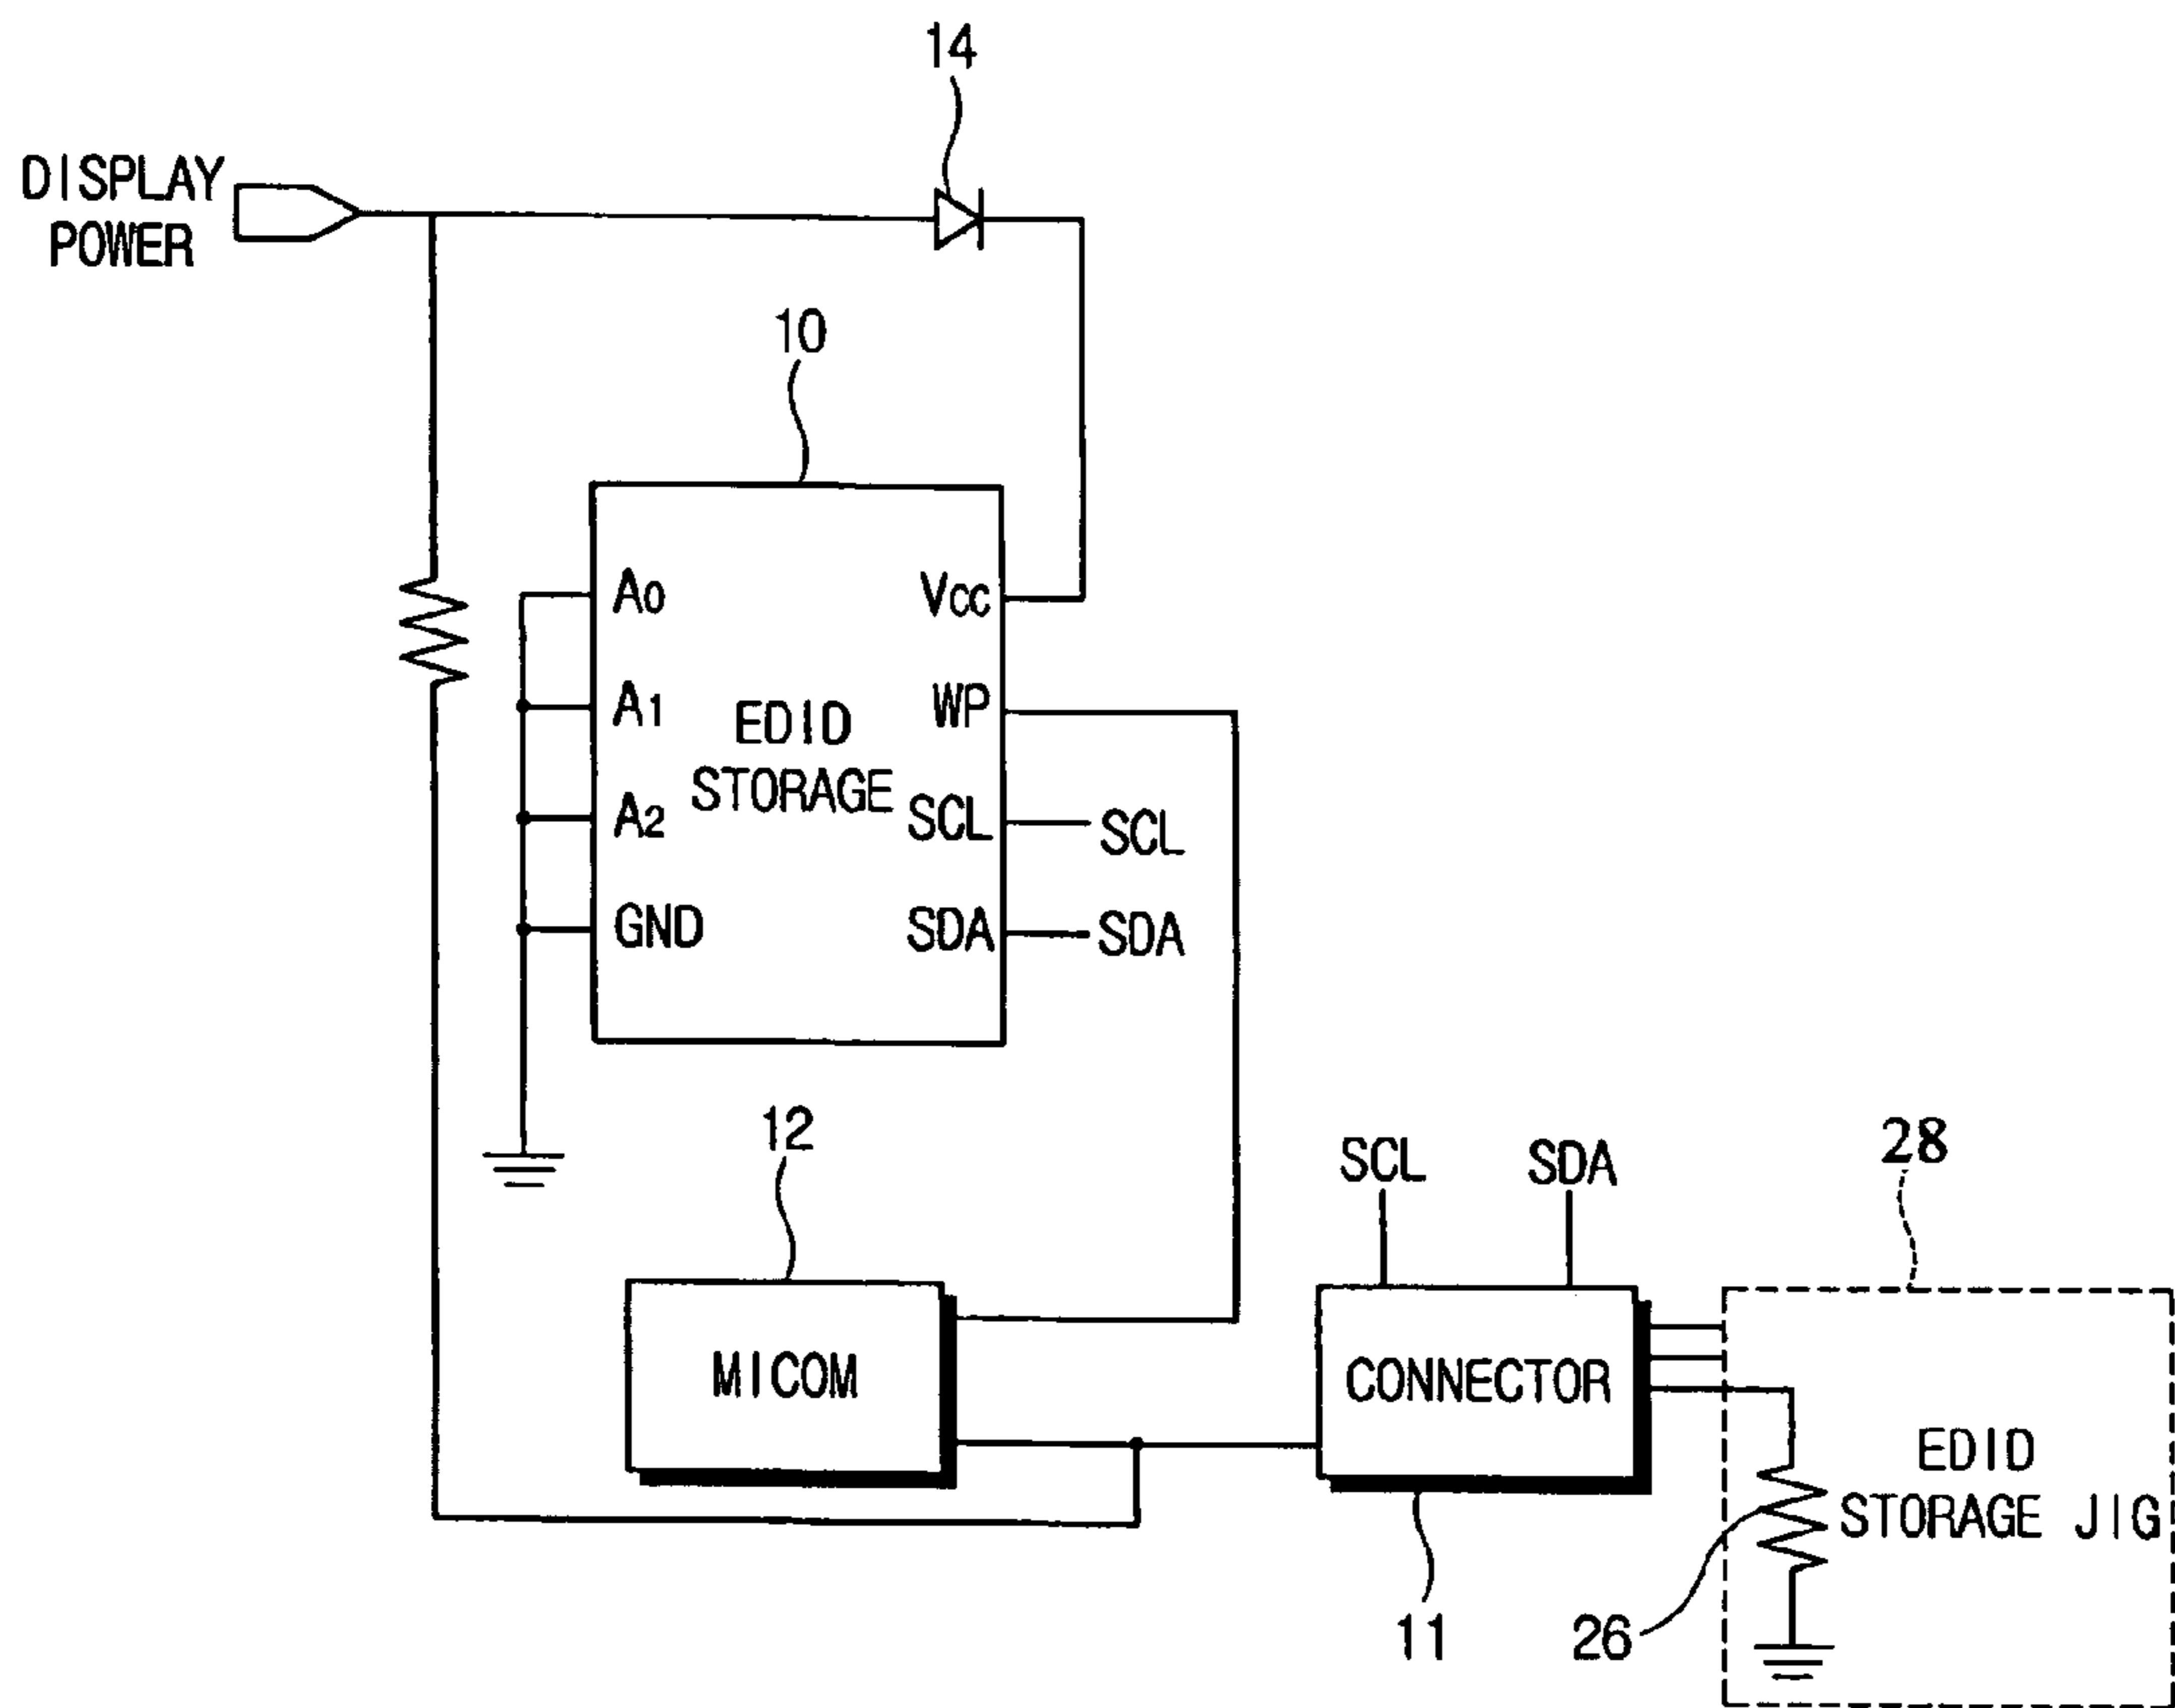 14
DISPLAY
POWER
10
A0
VCC
A1
WP
EDID
STORAGE
A2
SCL
SCL
GND
SDA
SDA
12
SCL
SDA
28
MICOM
CONNECTOR
EDID
STORAGE JIG
11
26